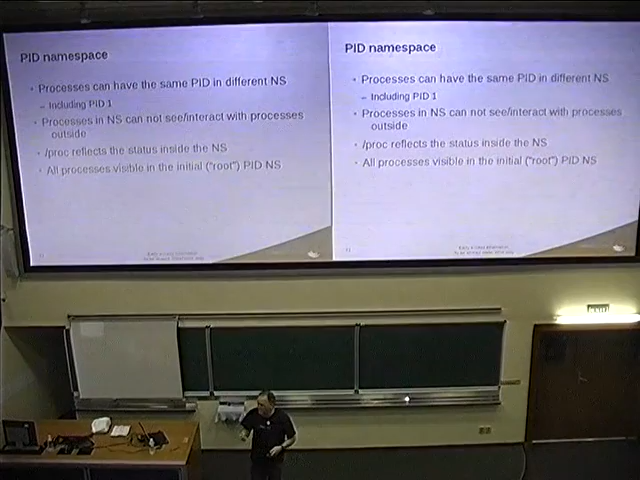 PID namespace
Processes can have the same PID in different NS
– Including PID 1
Processes in NS can not see/interact with processes
outside
/proc reflects the status inside the NS
All processes visible in the initial ("root") PID NS
PID namespace
Processes can have the same PID in different NS
– Including PID 1
Processes in NS can not see/interact with processes
outside
/proc reflects the status inside the NS
All processes visible in the initial ("root") PID NS